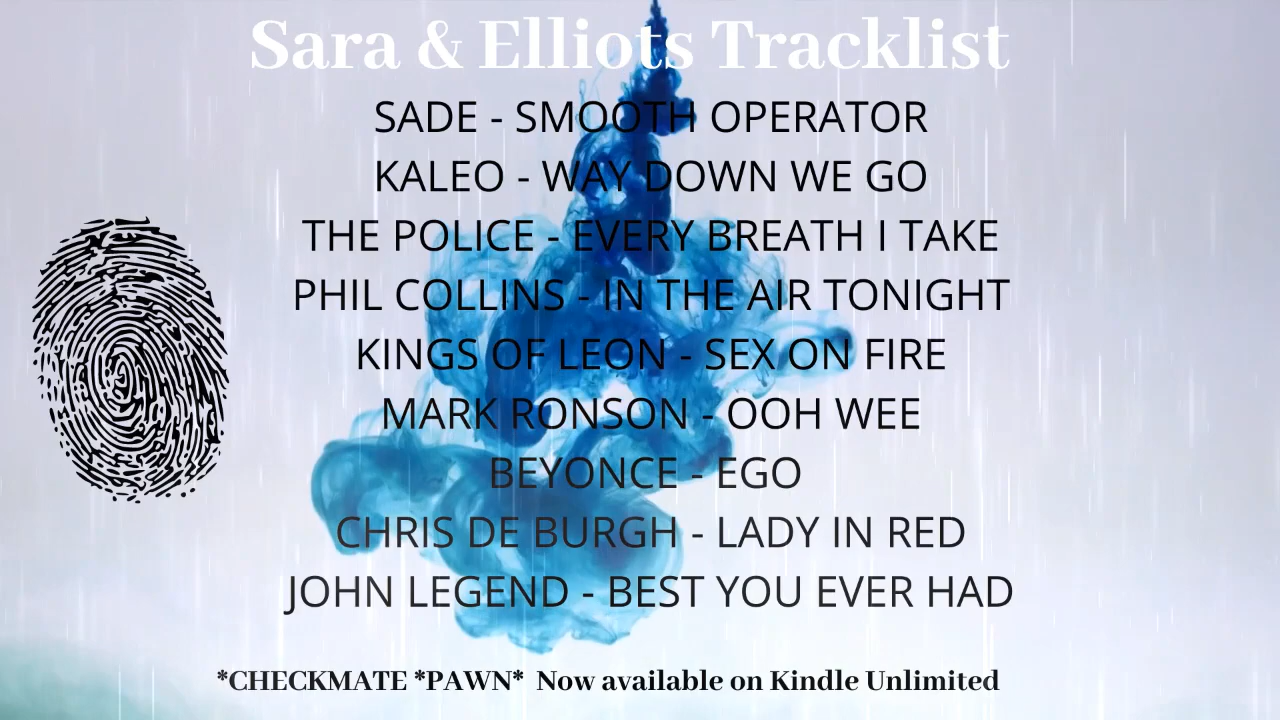 Sara & Elliots Tracklist
SADE - SMOOTH OPERATOR
KALEO - WAY DOWN WE GO
THE POLICE - EVERY BREATH I TAKE
PHIL COLLINS - IN THE AIR TONIGHT
KINGS OF LEON - SEX ON FIRE
MARK RONSON - OOH WEE
BEYONCE - EGO
CHRIS DE BURGH - LADY IN RED
JOHN LEGEND - BEST YOU EVER HAD
*CHECKMATE *PAWN* Now available on Kindle Unlimited